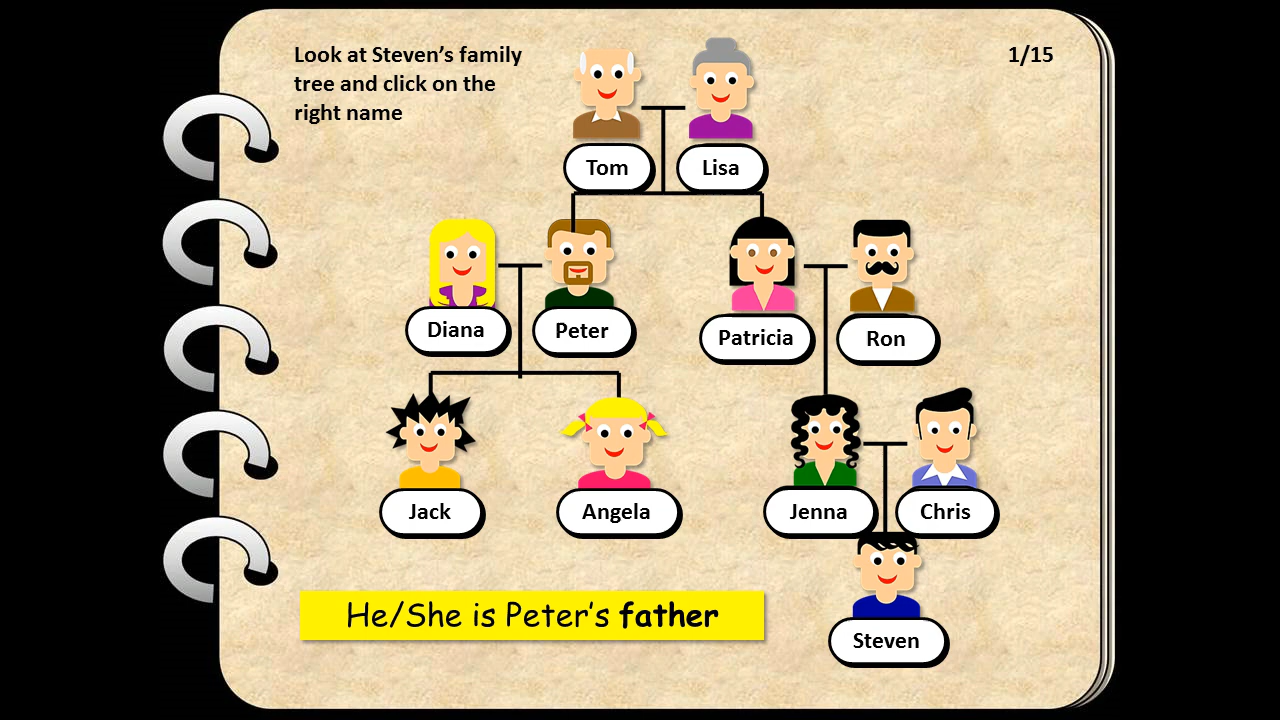 Look at Steven’s family
tree and click on the
right name
1/15
Tom
Lisa
Diana
Peter
Patricia
Ron
Jack
Angela
Jenna
Chris
He/She is Peter’s father
Steven